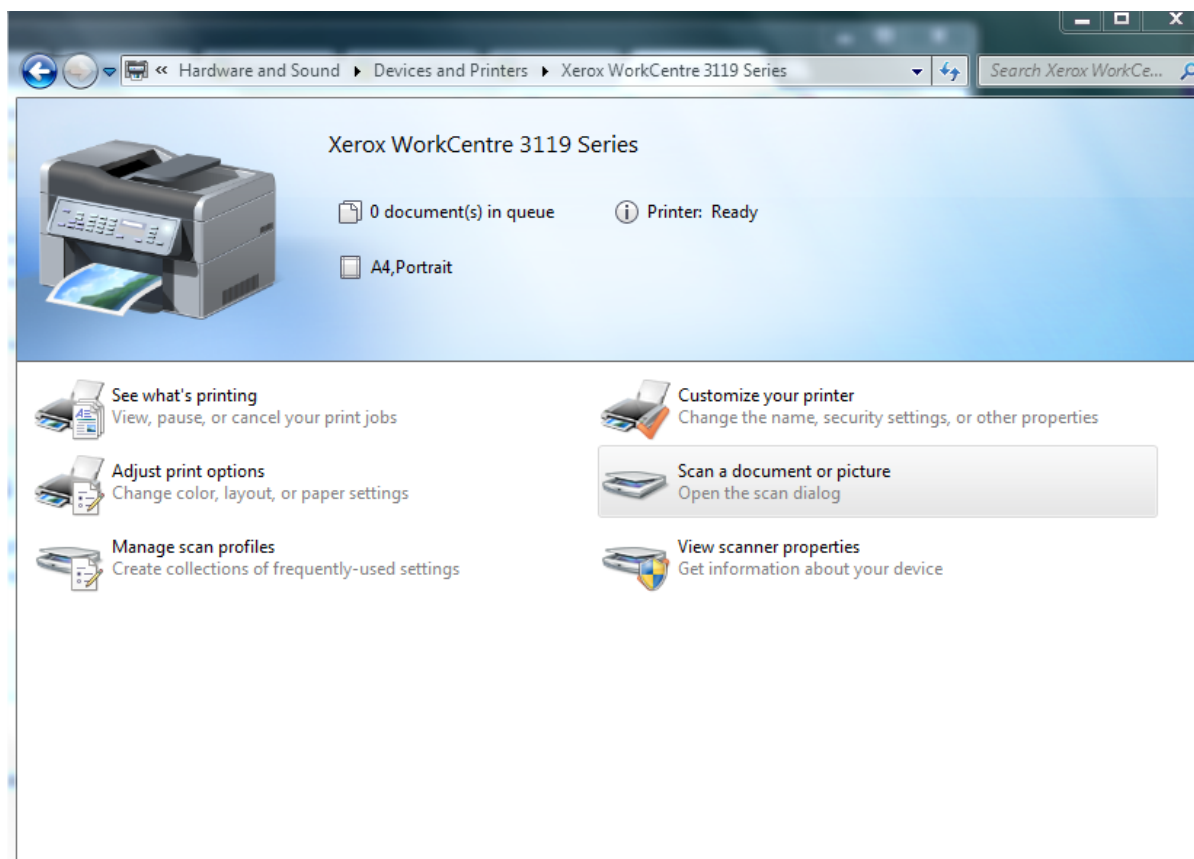 « Hardware and Sound ▸ Devices and Printers ▸ Xerox WorkCentre 3119 Series
Search Xerox WorkCe...
Xerox WorkCentre 3119 Series
0 document(s) in queue
Printer: Ready
A4,Portrait
See what's printing
View, pause, or cancel your print jobs
Customize your printer
Change the name, security settings, or other properties
Adjust print options
Change color, layout, or paper settings
Scan a document or picture
Open the scan dialog
Manage scan profiles
Create collections of frequently-used settings
View scanner properties
Get information about your device